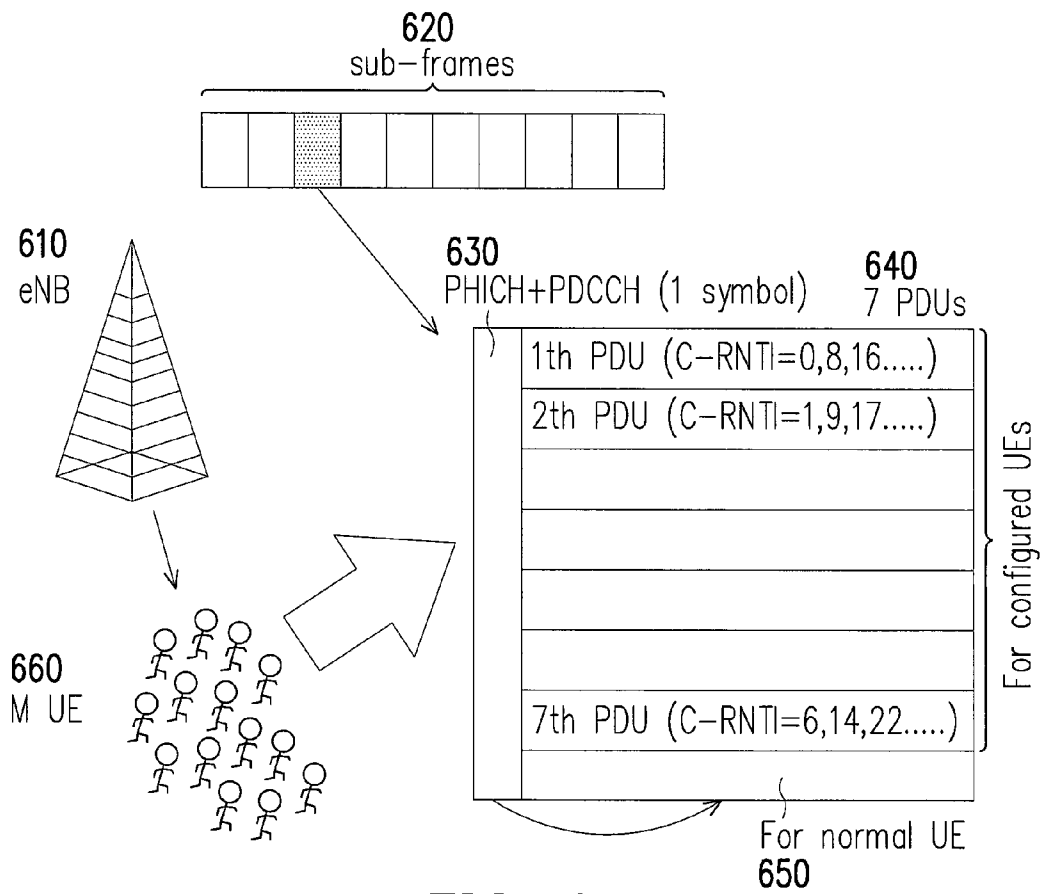 620
sub-frames
610
eNB
630
PHICH+PDCCH (1 symbol)
640
7 PDUs
1th PDU (C-RNTI=0,8,16.....)
2th PDU (C-RNTI=1,9,17.....)
7th PDU (C-RNTI=6,14,22.....)
For configured UEs
660
M UE
For normal UE
650